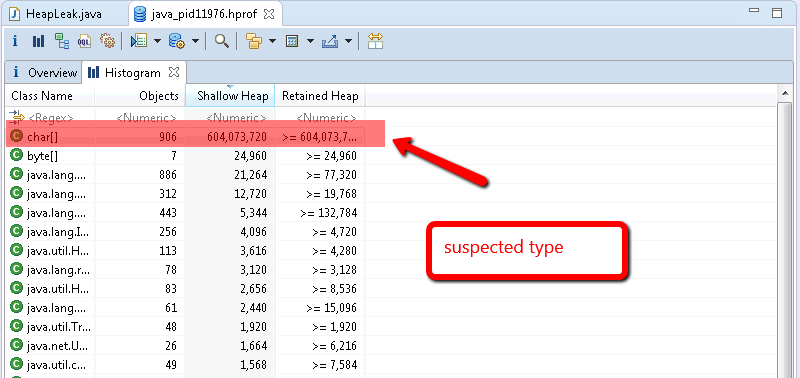 HeapLeak.java java_pid11976.hprof
i OQL
i Overview Histogram
Class Name Objects Shallow Heap Retained Heap
<Regex> <Numeric> <Numeric> <Numeric>
C char[] 906 604,073,720 >= 604,073,7...
C byte[] 7 24,960 >= 24,960
C java.lang.... 886 21,264 >= 77,320
C java.lang.... 312 12,720 >= 19,768
C java.lang.... 443 5,344 >= 132,784
C java.lang.I... 256 4,096 >= 4,720
C java.util.H... 113 3,616 >= 4,280
C java.lang.r... 78 3,120 >= 3,128
C java.util.H... 83 2,656 >= 8,536
C java.lang.... 61 2,440 >= 15,096
C java.util.Tr... 48 1,920 >= 1,920
C java.net.U... 26 1,664 >= 6,216
C java.util.c... 49 1,568 >= 7,584
suspected type